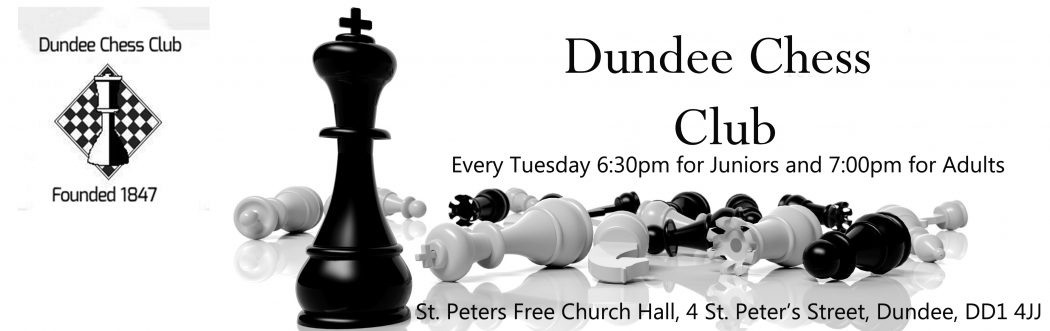 Dundee Chess Club
Founded 1847
Dundee Chess
Club
Every Tuesday 6:30pm for Juniors and 7:00pm for Adults
St. Peters Free Church Hall, 4 St. Peter’s Street, Dundee, DD1 4JJ